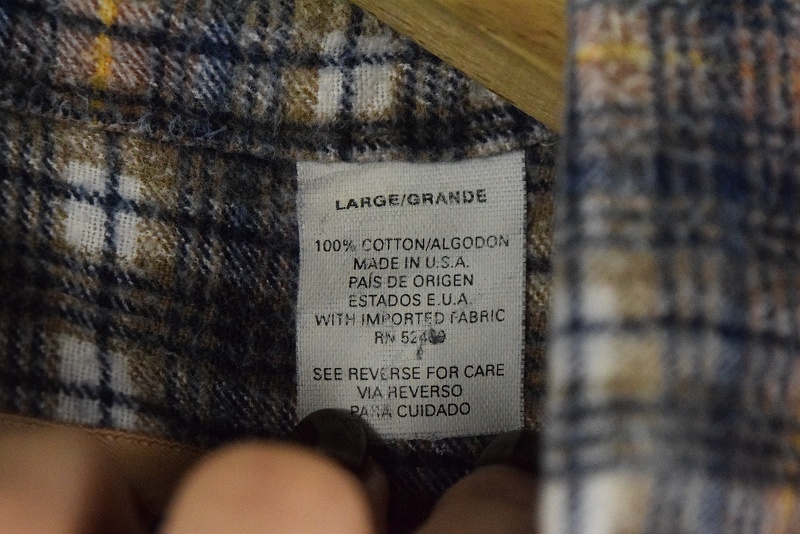 LARGE/GRANDE
100% COTTON/ALGODON
MADE IN U.S.A.
PAÍS DE ORIGEN
ESTADOS E.U.A.
WITH IMPORTED FABRIC
RN
SEE REVERSE FOR CARE
VIA REVERSO
PARA CUIDADO